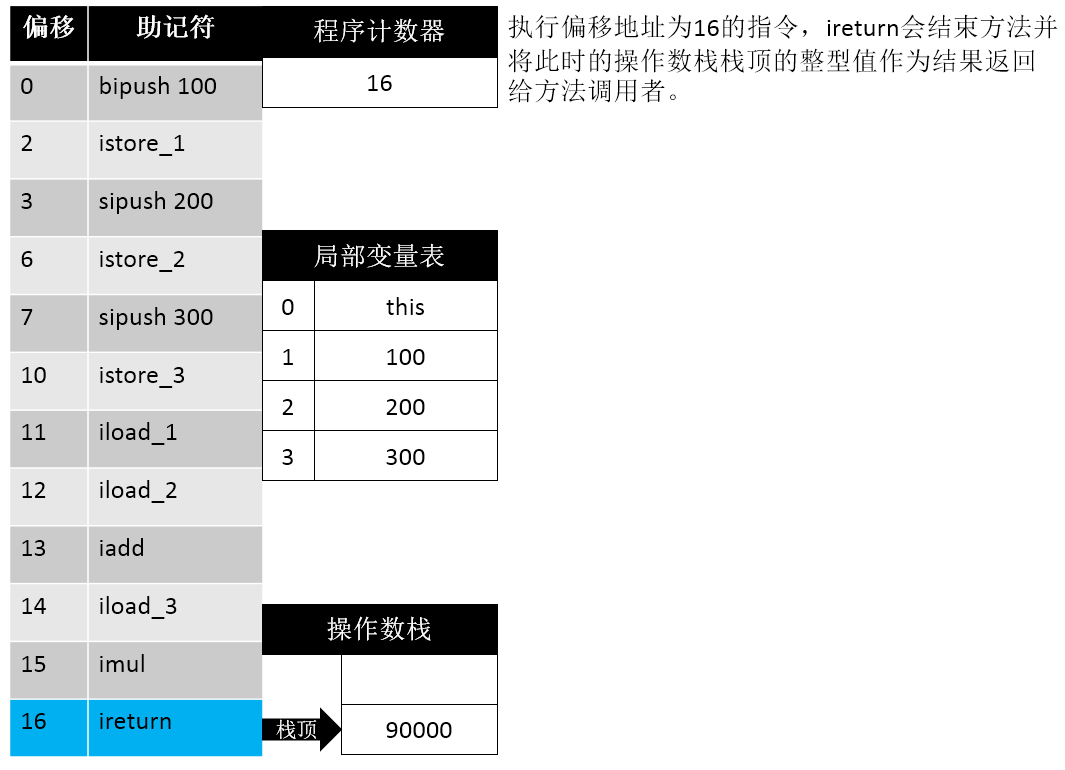 偏移 助记符
0 bipush 100
2 istore_1
3 sipush 200
6 istore_2
7 sipush 300
10 istore_3
11 iload_1
12 iload_2
13 iadd
14 iload_3
15 imul
16 ireturn
程序计数器
16
局部变量表
0 this
1 100
2 200
3 300
操作数栈
栈顶
90000
执行偏移地址为16的指令，ireturn会结束方法并
将此时的操作数栈栈顶的整型值作为结果返回
给方法调用者。